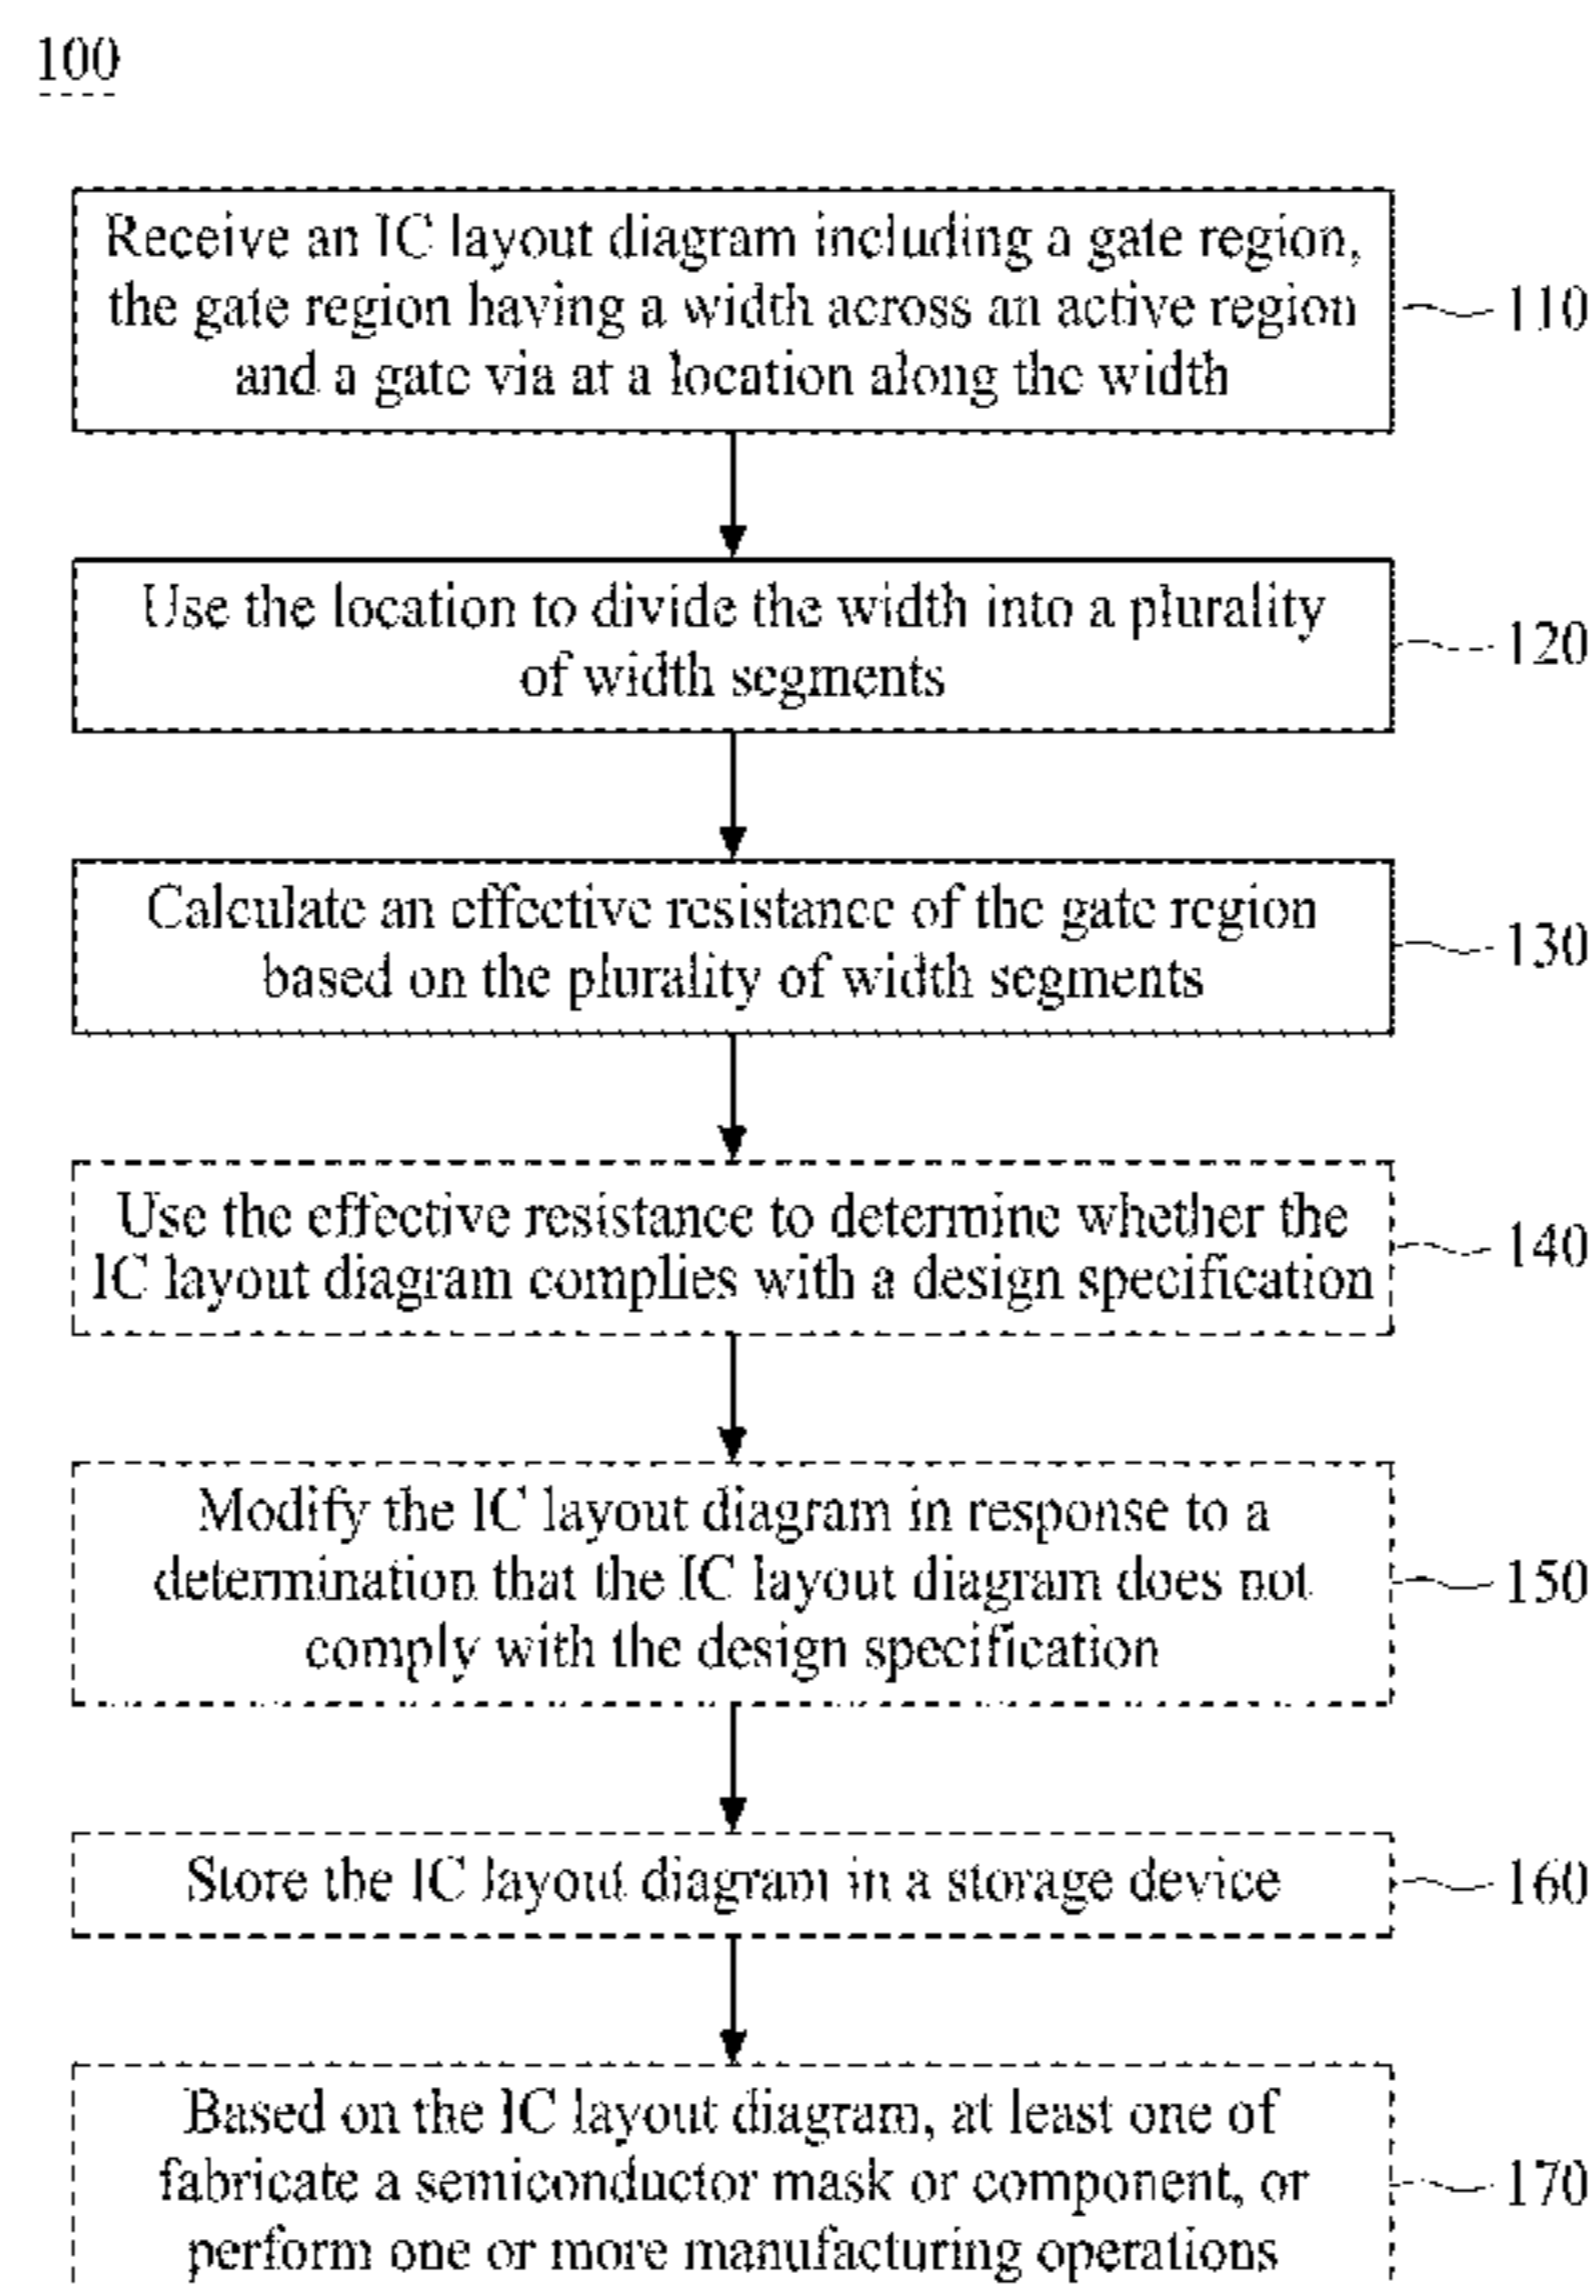 100
Receive an IC layout diagram including a gate region,
the gate region having a width across an active region
and a gate via at a location along the width
110
Use the location to divide the width into a plurality
of width segments
120
Calculate an effective resistance of the gate region
based on the plurality of width segments
130
Use the effective resistance to determine whether the
IC layout diagram complies with a design specification
140
Modify the IC layout diagram in response to a
determination that the IC layout diagram does not
comply with the design specification
150
Store the IC layout diagram in a storage device
160
Based on the IC layout diagram, at least one of
fabricate a semiconductor mask or component, or
perform one or more manufacturing operations
170